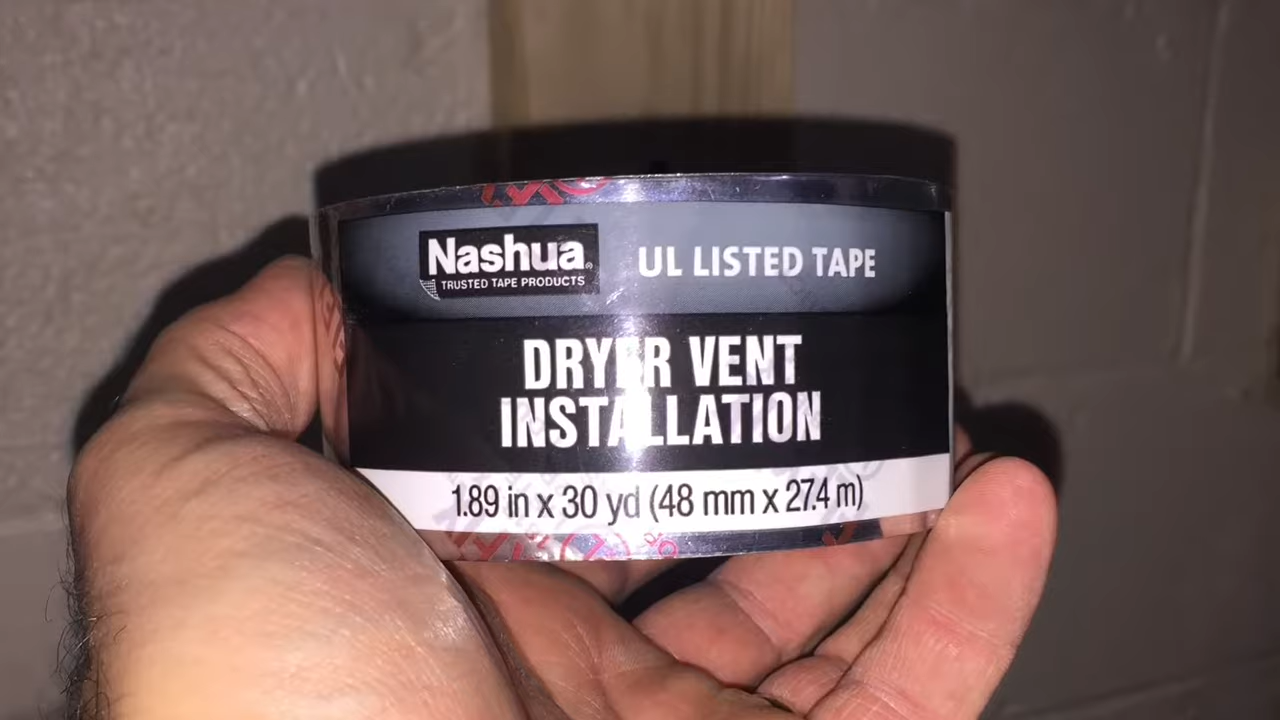 Nashua®
TRUSTED TAPE PRODUCTS
UL LISTED TAPE
DRYER VENT
INSTALLATION
1.89 in x 30 yd (48 mm x 27.4 m)